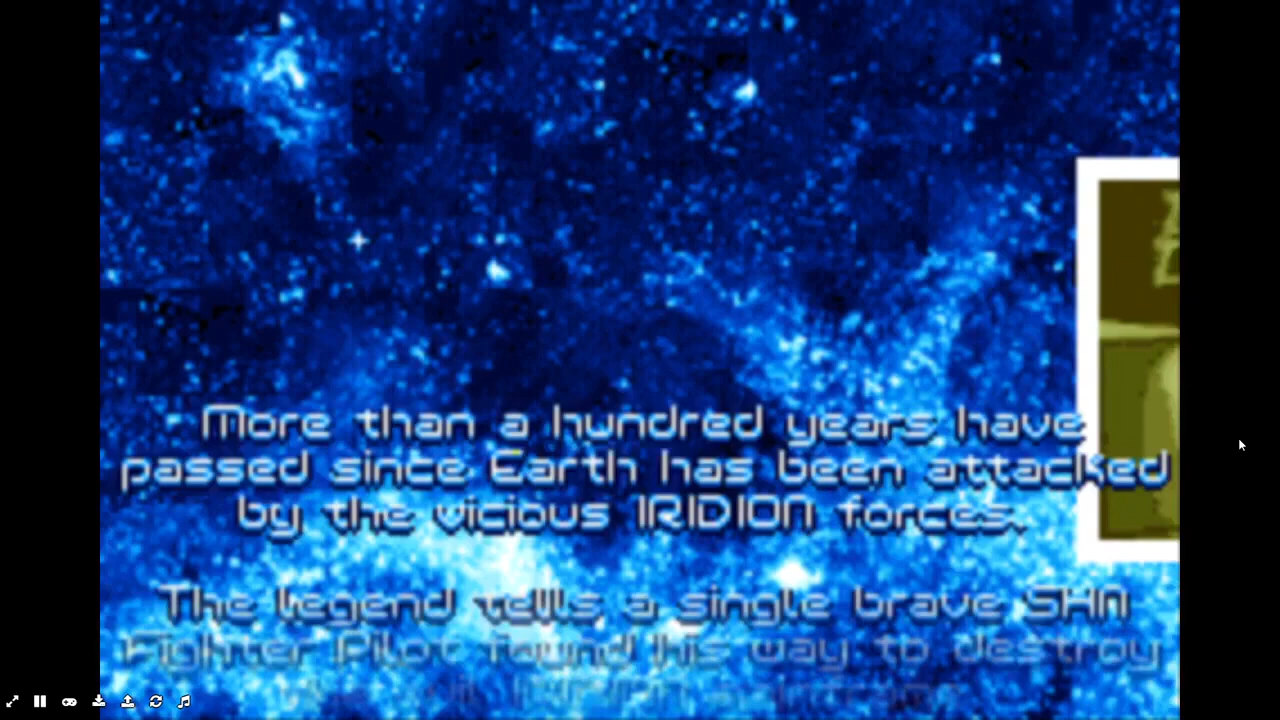 More than a hundred years have
passed since Earth has been attacked
by the vicious IRIDION forces.
The legend tells a single brave SHN
Fighter Pilot found his way to destroy
IRIDION